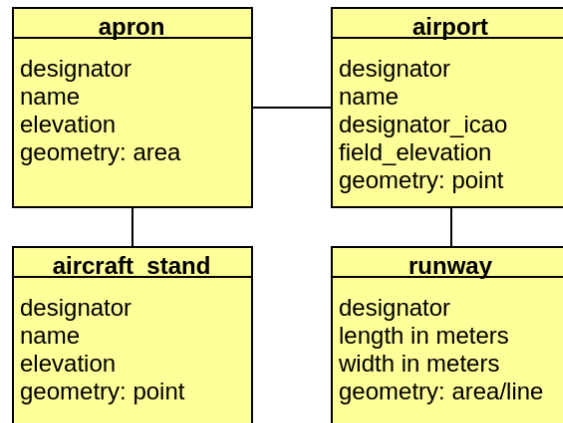 apron
designator
name
elevation
geometry: area
airport
designator
name
designator_icao
field_elevation
geometry: point
aircraft_stand
designator
name
elevation
geometry: point
runway
designator
length in meters
width in meters
geometry: area/line